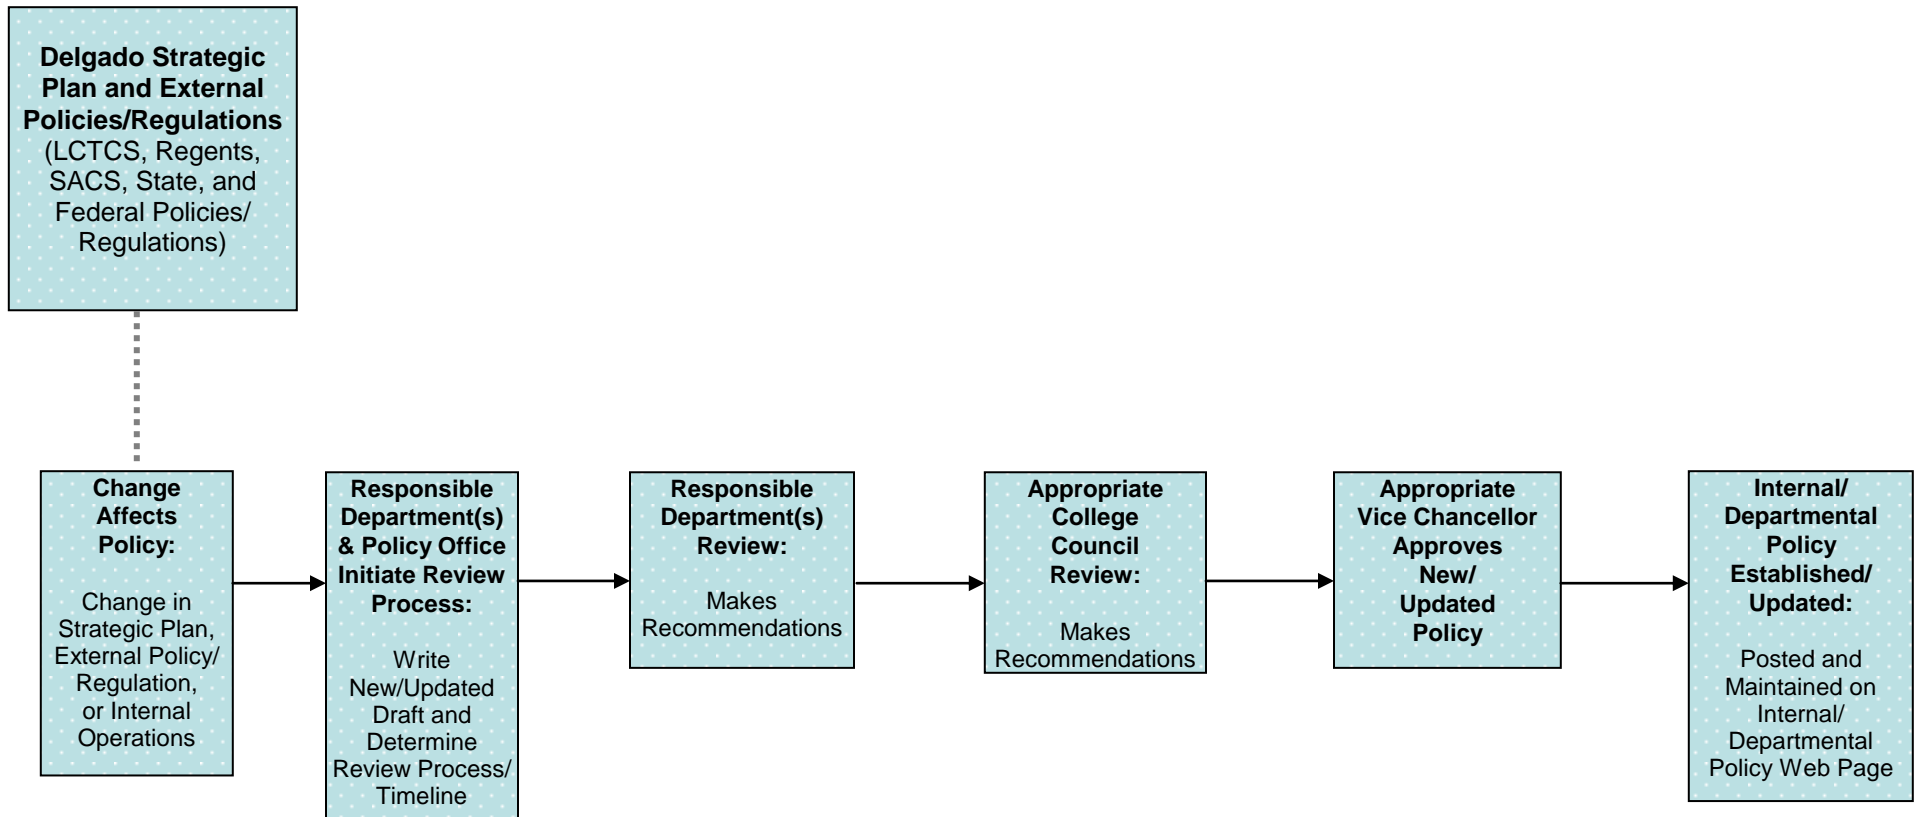 Delgado Strategic
Plan and External
Policies/Regulations
(LCTCS, Regents,
SACS, State, and
Federal Policies/
Regulations)
Change
Affects
Policy:
Change in
Strategic Plan,
External Policy/
Regulation,
or Internal
Operations
Responsible
Department(s)
& Policy Office
Initiate Review
Process:
Write
New/Updated
Draft and
Determine
Review Process/
Timeline
Responsible
Department(s)
Review:
Makes
Recommendations
Appropriate
College
Council
Review:
Makes
Recommendations
Appropriate
Vice Chancellor
Approves
New/
Updated
Policy
Internal/
Departmental
Policy
Established/
Updated:
Posted and
Maintained on
Internal/
Departmental
Policy Web Page